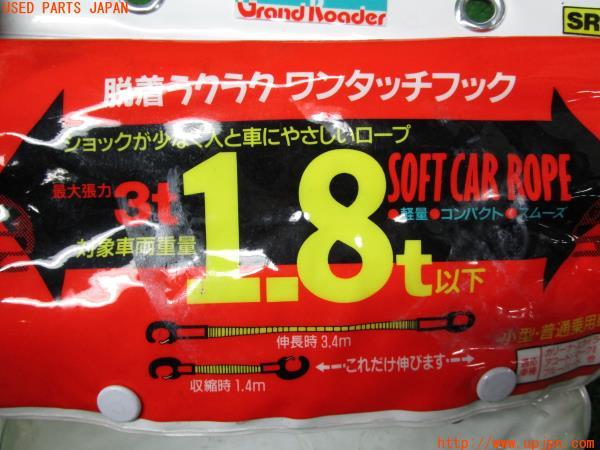 USED PARTS JAPAN
Grand Roader
SR
脱着ラクラクワンタッチフック
ショックが少なく人と車にやさしいロープ
最大張力 3t
対象車両重量
1.8t以下
SOFT CAR ROPE
●軽量●コンパクト●スムーズ
伸長時 3.4m
小型・普通乗用
収縮時 1.4m
これだけ伸びます
http://www.upjpn.com/